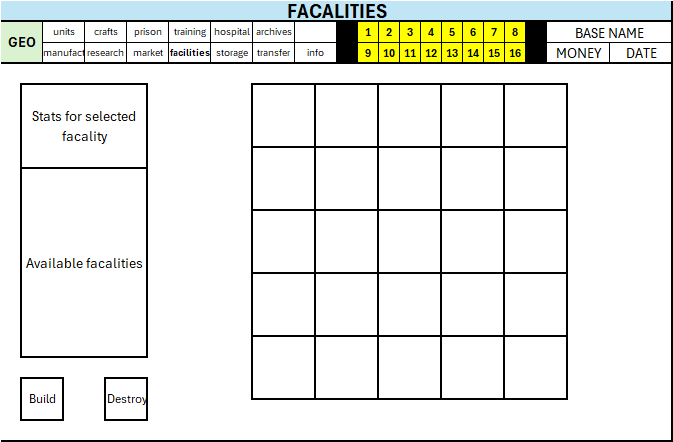 FACALITIES
GEO
units crafts prison training hospital archives
manufact research market facilities storage transfer info
1 2 3 4 5 6 7 8
9 10 11 12 13 14 15 16
BASE NAME
MONEY DATE
Stats for selected
facality
Available facalities
Build Destroy